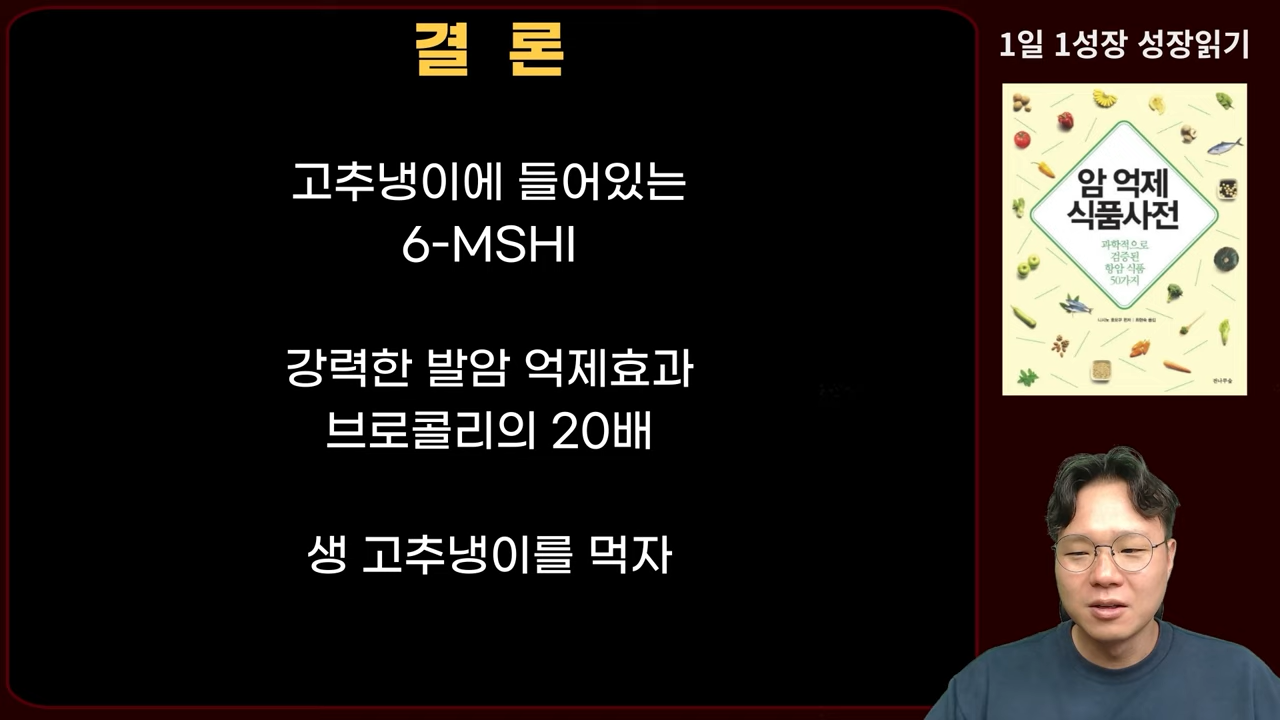 결 론
고추냉이에 들어있는
6-MSHI
강력한 발암 억제효과
브로콜리의 20배
생 고추냉이를 먹자
1일 1성장 성장읽기
암 억제
식품사전
과학적으로
검증된
항암 식품
50가지